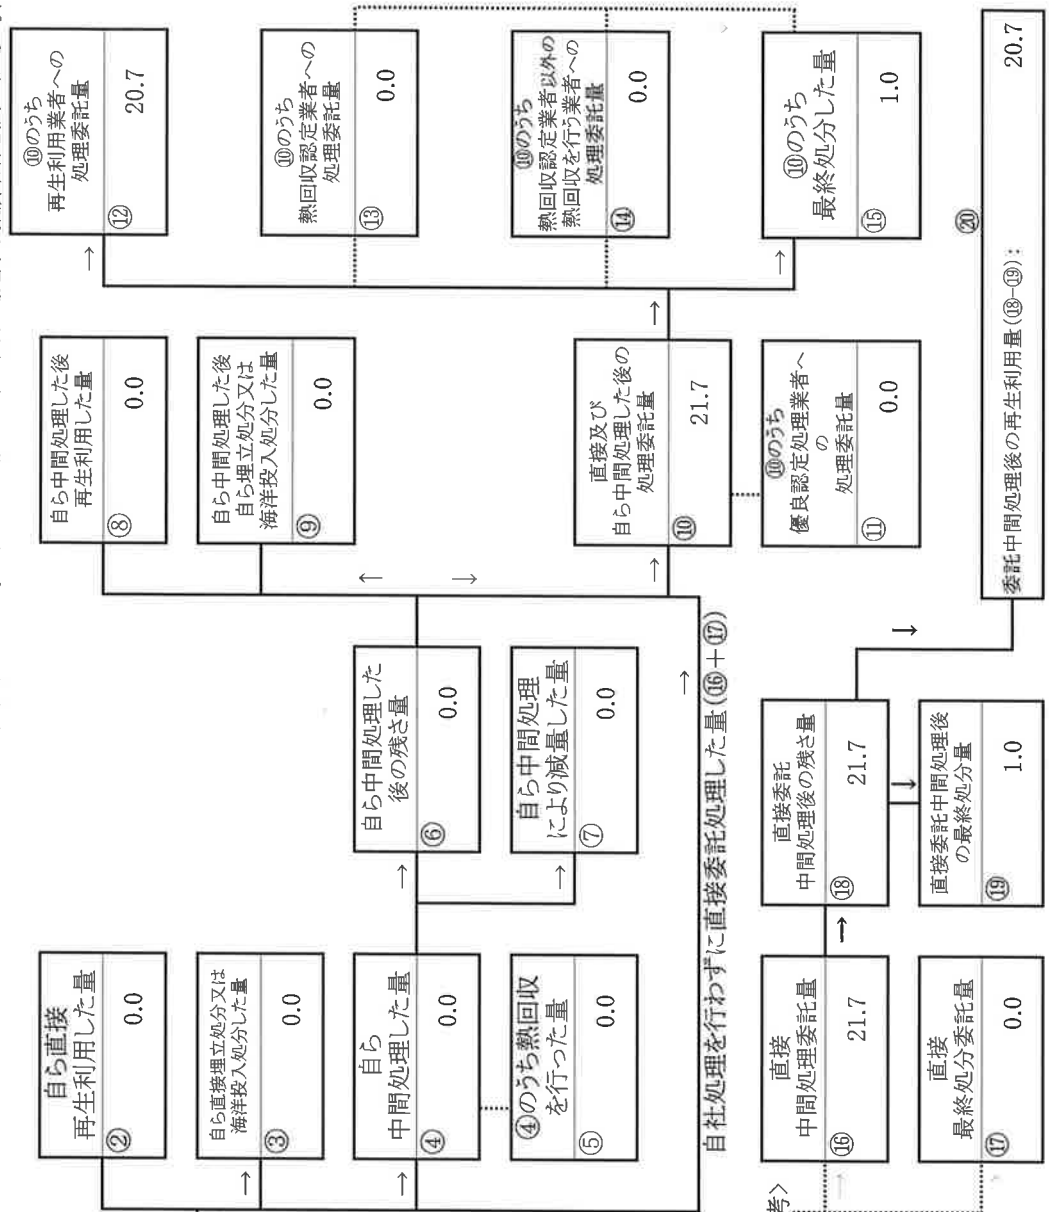 自ら直接
再生利用した量
②
0.0
自ら直接埋立処分又は
海洋投入処分した量
③
0.0
自ら
中間処理した量
④
0.0
④のうち熱回収
を行った量
⑤
0.0
自ら中間処理した
後の残さ量
⑥
0.0
自ら中間処理
により減量した量
⑦
0.0
自ら中間処理した後
再生利用した量
⑧
0.0
自ら中間処理した後
自ら埋立処分又は
海洋投入処分した量
⑨
0.0
直接及び
自ら中間処理した後の
処理委託量
⑩
21.7
⑩のうち
優良認定処理業者へ
の
処理委託量
⑪
0.0
⑩のうち
再生利用業者への
処理委託量
⑫
20.7
⑩のうち
熱回収認定業者への
処理委託量
⑬
0.0
⑩のうち
熱回収認定業者以外の
熱回収を行う業者への
処理委託量
⑭
0.0
⑩のうち
最終処分した量
⑮
1.0
自社処理を行わずに直接委託処理した量(⑯+⑰)
考>
直接
中間処理委託量
⑯
21.7
直接
最終処分委託量
⑰
0.0
直接委託
中間処理後の残さ量
⑱
21.7
直接委託中間処理後
の最終処分量
⑲
1.0
⑳
委託中間処理後の再生利用量(⑱-⑲):
20.7